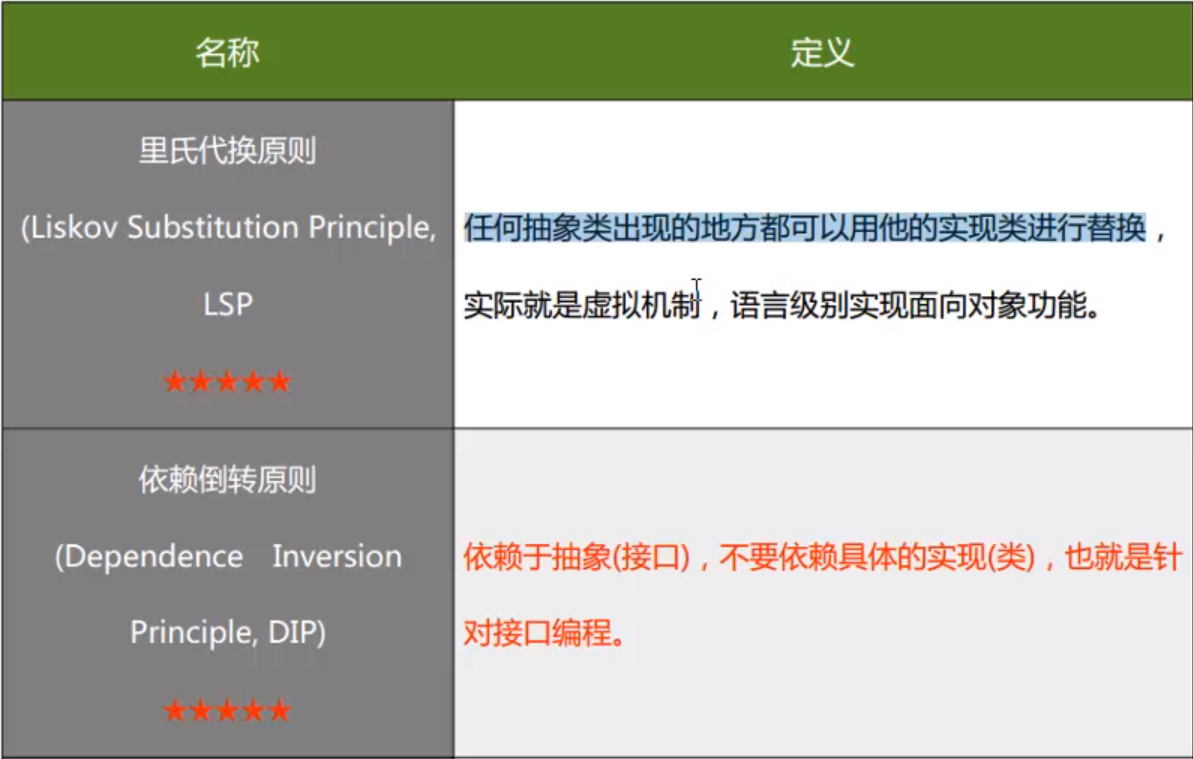 名称
定义
里氏代换原则
(Liskov Substitution Principle,
LSP
★★★★★
任何抽象类出现的地方都可以用他的实现类进行替换，
实际就是虚拟机制，语言级别实现面向对象功能。
依赖倒转原则
(Dependence Inversion
Principle, DIP)
★★★★★
依赖于抽象(接口)，不要依赖具体的实现(类)，也就是针
对接口编程。